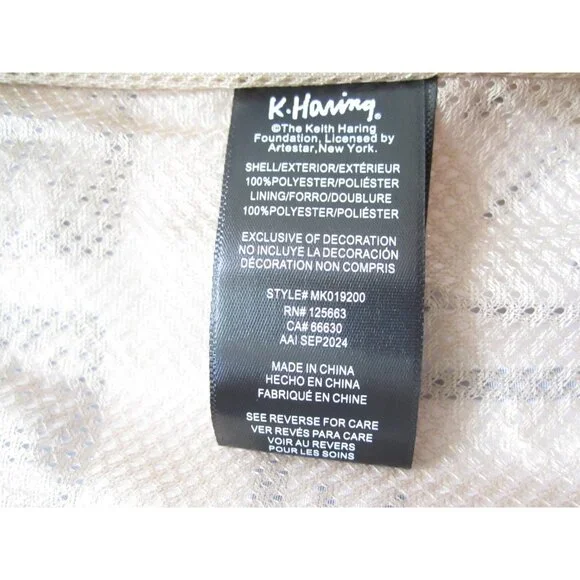 K.Haring®
©The Keith Haring
Foundation, Licensed by
Artestar,New York.
SHELL/EXTERIOR/EXTÉRIEUR
100%POLYESTER/POLIÉSTER
LINING/FORRO/DOUBLURE
100%POLYESTER/POLIÉSTER
EXCLUSIVE OF DECORATION
NO INCLUYE LA DECORACIÓN
DÉCORATION NON COMPRIS
STYLE# MK019200
RN# 125663
CA# 66630
AAI SEP2024
MADE IN CHINA
HECHO EN CHINA
FABRIQUÉ EN CHINE
SEE REVERSE FOR CARE
VER REVÉS PARA CARE
VOIR AU REVERS
POUR LES SOINS